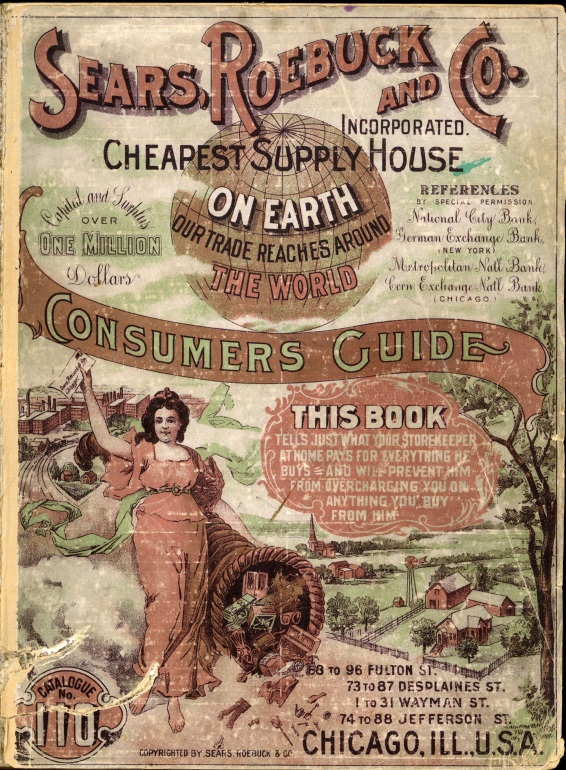 SEARS, ROEBUCK AND CO.
INCORPORATED.
CHEAPEST SUPPLY HOUSE
ON EARTH
OUR TRADE REACHES AROUND
THE WORLD
Capital and Surplus
OVER
ONE MILLION
Dollars
REFERENCES
BY SPECIAL PERMISSION
National City Bank,
German Exchange Bank,
(NEW YORK)
Metropolitan Nat'l Bank,
Corn Exchange Nat'l Bank
(CHICAGO)
CONSUMERS GUIDE
THIS BOOK
TELLS JUST WHAT YOUR $TOREKEEPER
AT HOME PAYS FOR EVERYTHING HE
BUYS = AND WILL PREVENT HIM
FROM OVERCHARGING YOU ON
ANYTHING YOU BUY
FROM HIM
68 TO 96 FULTON ST.
73 TO 87 DESPLAINES ST.
1 TO 31 WAYMAN ST.
74 TO 88 JEFFERSON ST.
CHICAGO, ILL., U.S.A.
CATALOGUE
No.
110
COPYRIGHTED BY SEARS, ROEBUCK & CO.